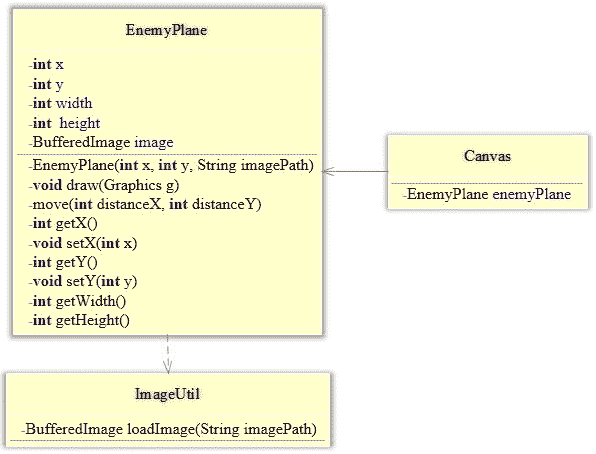 EnemyPlane
-int x
-int y
-int width
-int height
-BufferedImage image
-EnemyPlane(int x, int y, String imagePath)
-void draw(Graphics g)
-move(int distanceX, int distanceY)
-int getX()
-void setX(int x)
-int getY()
-void setY(int y)
-int getWidth()
-int getHeight()
Canvas
-EnemyPlane enemyPlane
ImageUtil
-BufferedImage loadImage(String imagePath)